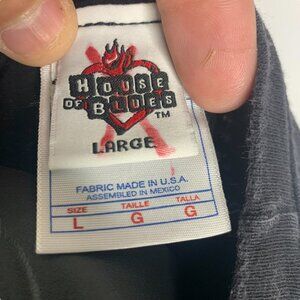 HOUSE
OF BLUES
TM
LARGE
FABRIC MADE IN U.S.A.
ASSEMBLED IN MEXICO
SIZE TAILLE TALLA
L G G